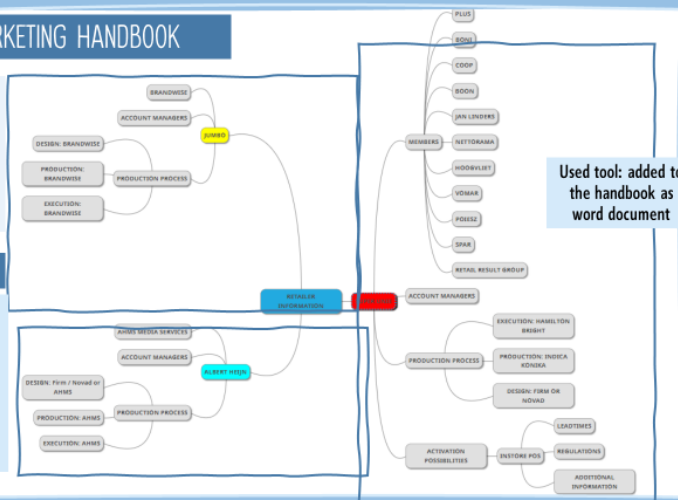 RKETING HANDBOOK
BRANDWISE
ACCOUNT MANAGERS
JUMBO
DESIGN: BRANDWISE
PRODUCTION:
BRANDWISE
PRODUCTION PROCESS
EXECUTION:
BRANDWISE
RETAILER
INFORMATION
AHMS MEDIA SERVICES
ACCOUNT MANAGERS
ALBERT HEIJN
DESIGN: Firm / Novad or
AHMS
PRODUCTION: AHMS
PRODUCTION PROCESS
EXECUTION: AHMS
PLUS
BONI
COOP
BOON
JAN LINDERS
MEMBERS
NETTORAMA
HOOGVLIET
VOMAR
POIESZ
SPAR
RETAIL RESULT GROUP
ACCOUNT MANAGERS
EXECUTION: HAMILTON
BRIGHT
PRODUCTION PROCESS
PRODUCTION: INDICA
KONIKA
DESIGN: FIRM OR
NOVAD
ACTIVATION
POSSIBILITIES
INSTORE POS
LEADTIMES
REGULATIONS
ADDITIONAL
INFORMATION
Used tool: added to
the handbook as
word document